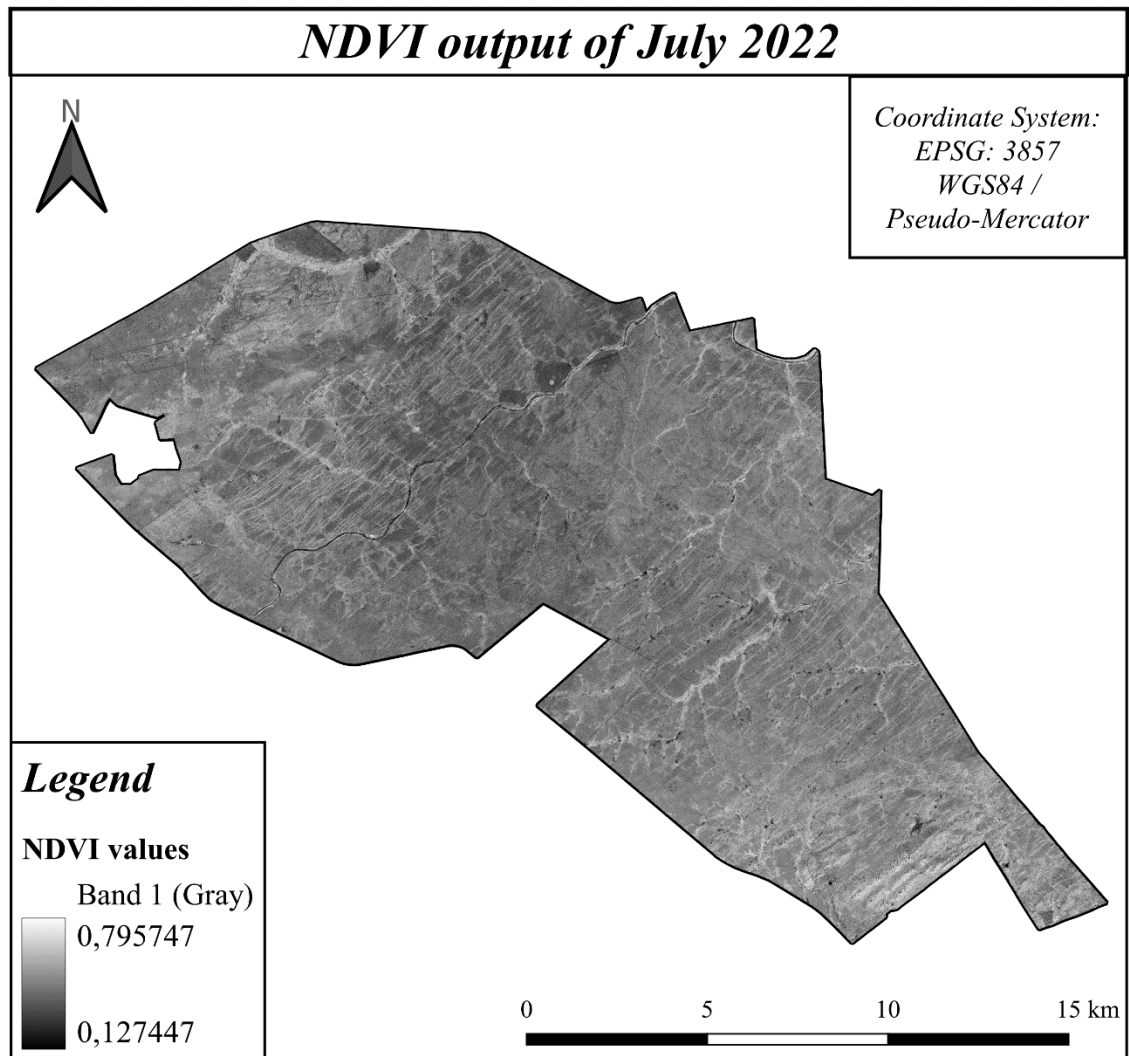 NDVI output of July 2022
N
Coordinate System:
EPSG: 3857
WGS84 /
Pseudo-Mercator
Legend
NDVI values
Band 1 (Gray)
0,795747
0,127447
0 5 10 15 km